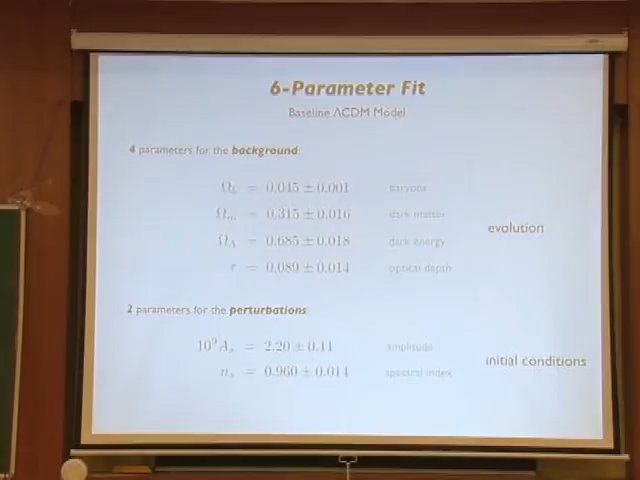 6-Parameter Fit
Baseline ΛCDM Model
4 parameters for the background:
Ω_b = 0.045 ± 0.001 baryons
Ω_m = 0.315 ± 0.016 dark matter
Ω_Λ = 0.685 ± 0.018 dark energy
evolution
τ = 0.089 ± 0.014 optical depth
2 parameters for the perturbations:
10⁹ A_s = 2.20 ± 0.11 amplitude
initial conditions
n_s = 0.960 ± 0.014 spectral index